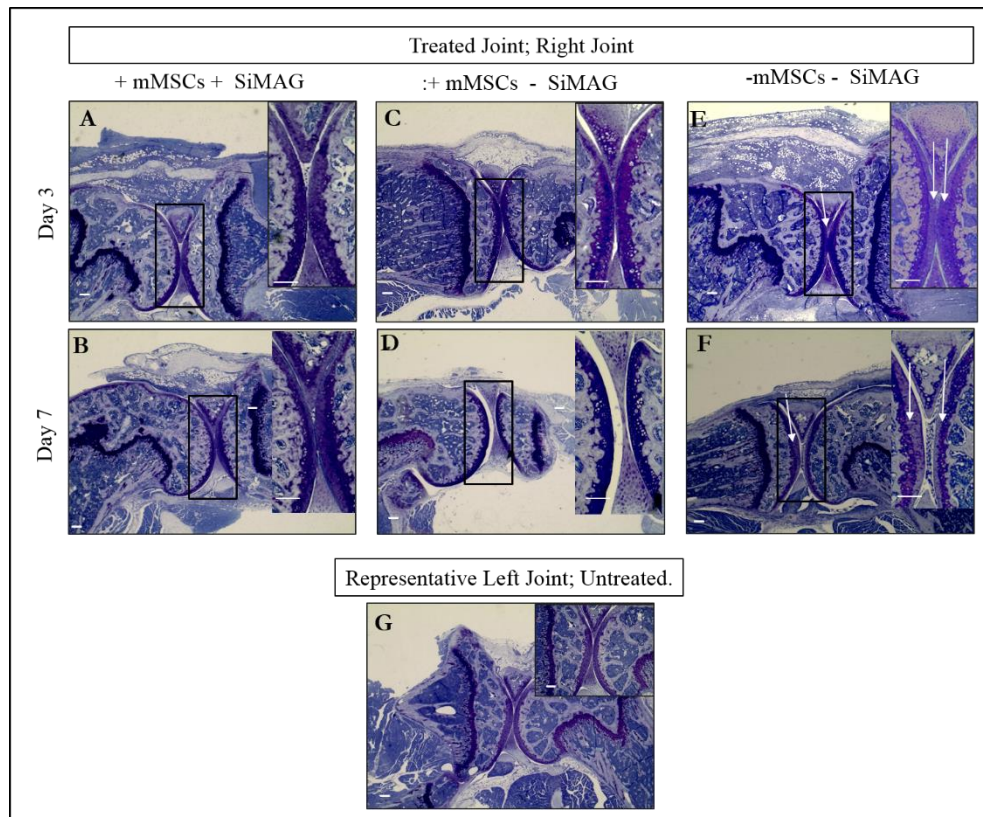 Treated Joint; Right Joint
+ mMSCs + SiMAG
:+ mMSCs - SiMAG
-mMSCs - SiMAG
Day 3
A
C
E
Day 7
B
D
F
Representative Left Joint; Untreated.
G